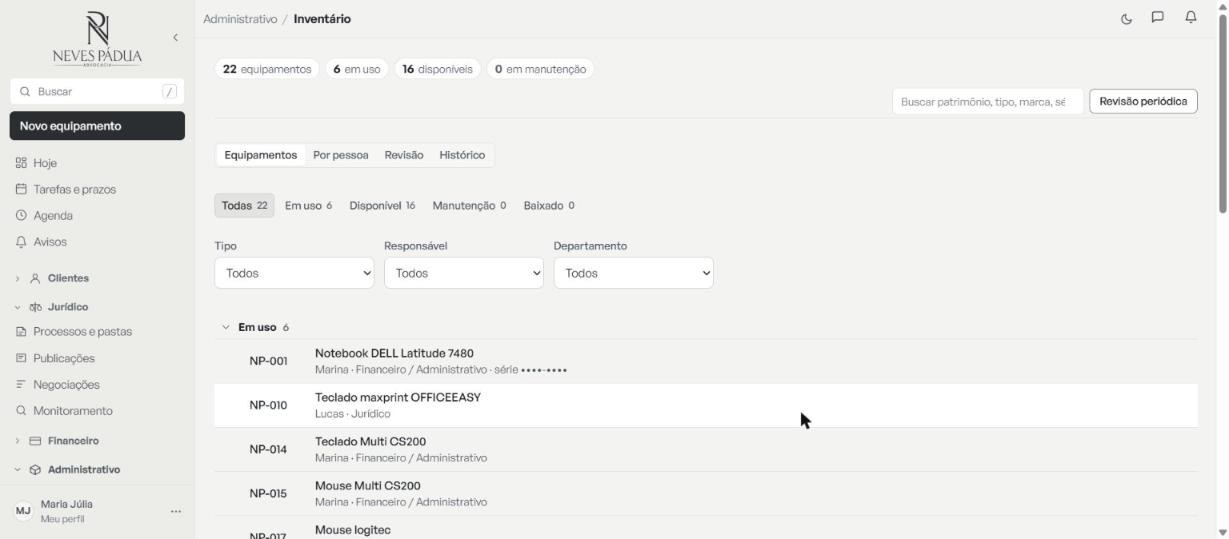 NEVES PÁDUA
ADVOCACIA
Buscar /
Novo equipamento
Hoje
Tarefas e prazos
Agenda
Avisos
Clientes
Jurídico
Processos e pastas
Publicações
Negociações
Monitoramento
Financeiro
Administrativo
MJ
Maria Júlia
Meu perfil
Administrativo / Inventário
22 equipamentos 6 em uso 16 disponíveis 0 em manutenção
Buscar patrimônio, tipo, marca, sé Revisão periódica
Equipamentos Por pessoa Revisão Histórico
Todas 22 Em uso 6 Disponível 16 Manutenção 0 Baixado 0
Tipo Responsável Departamento
Todos Todos Todos
Em uso 6
NP-001
Notebook DELL Latitude 7480
Marina · Financeiro / Administrativo · série ••••-••••
NP-010
Teclado maxprint OFFICEEASY
Lucas · Jurídico
NP-014
Teclado Multi CS200
Marina · Financeiro / Administrativo
NP-015
Mouse Multi CS200
Marina · Financeiro / Administrativo
NP-017
Mouse logitec